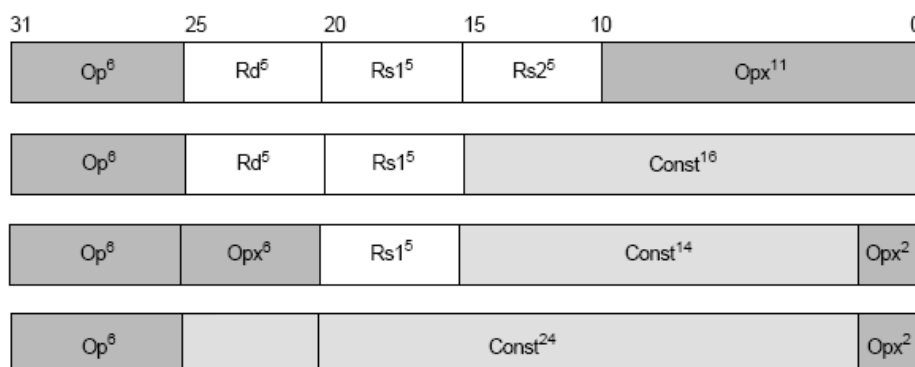 31 25 20 15 10 0
Op⁶ Rd⁵ Rs1⁵ Rs2⁵ Opx¹¹
Op⁶ Rd⁵ Rs1⁵ Const¹⁶
Op⁶ Opx⁶ Rs1⁵ Const¹⁴ Opx²
Op⁶ Const²⁴ Opx²